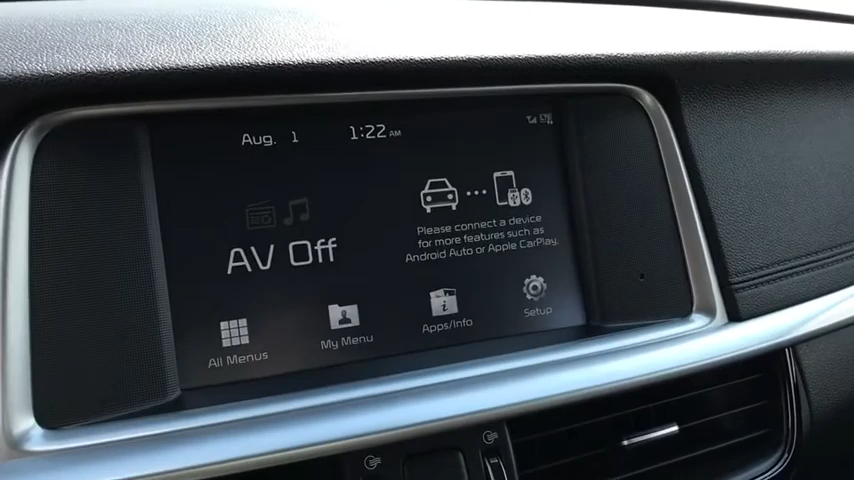 Aug. 1
1:22 AM
LTE
AV Off
Please connect a device
for more features such as
Android Auto or Apple CarPlay.
All Menus
My Menu
Apps/Info
Setup